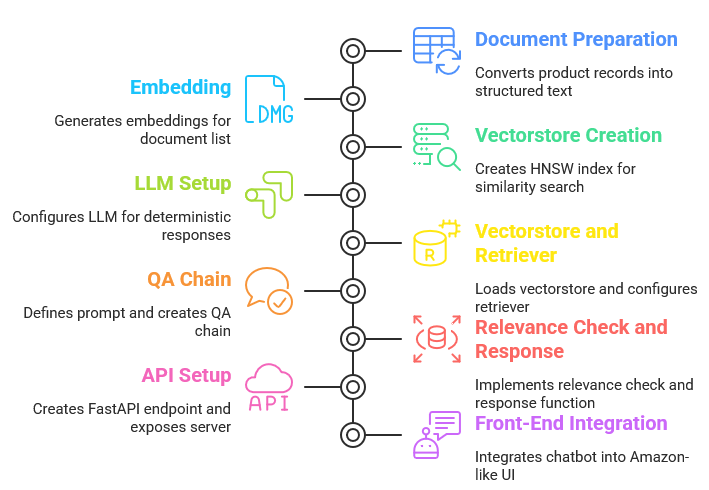 Document Preparation
Converts product records into
structured text
Embedding
DMG
Generates embeddings for
document list
Vectorstore Creation
Creates HNSW index for
similarity search
LLM Setup
Configures LLM for deterministic
responses
Vectorstore and
Retriever
R
Loads vectorstore and configures
retriever
QA Chain
Defines prompt and creates QA
chain
Relevance Check and
Response
Implements relevance check and
response function
API Setup
API
Creates FastAPI endpoint and
exposes server
Front-End Integration
Integrates chatbot into Amazon-
like UI